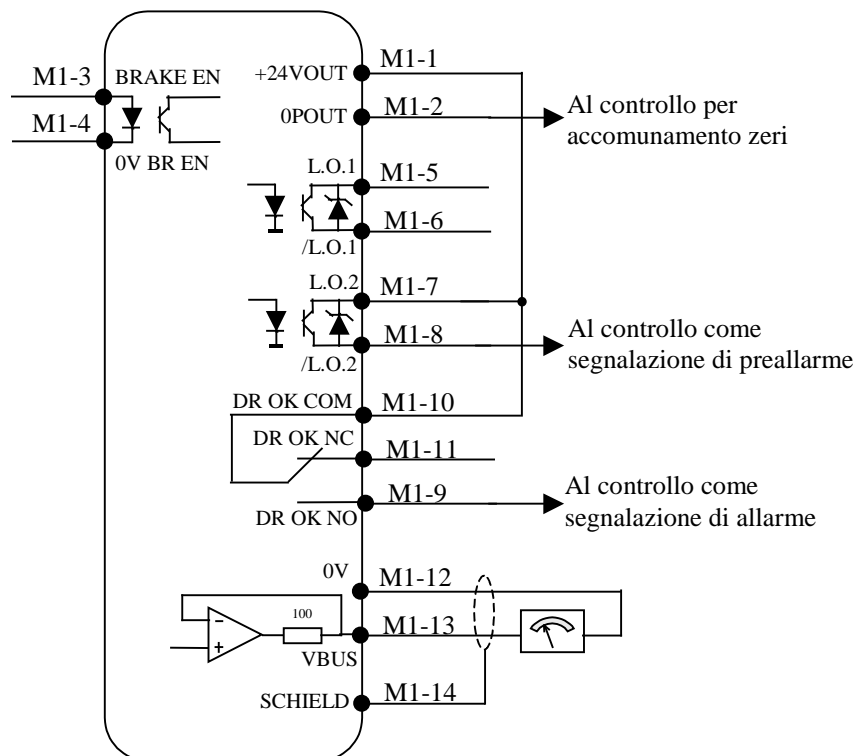 M1-1
+24VOUT
M1-3
BRAKE EN
M1-2
0POUT
Al controllo per
accomunamento zeri
M1-4
0V BR EN
L.O.1
M1-5
M1-6
/L.O.1
L.O.2
M1-7
M1-8
/L.O.2
Al controllo come
segnalazione di preallarme
DR OK COM
M1-10
DR OK NC
M1-11
M1-9
DR OK NO
Al controllo come
segnalazione di allarme
0V
M1-12
100
−
+
M1-13
VBUS
SCHIELD
M1-14